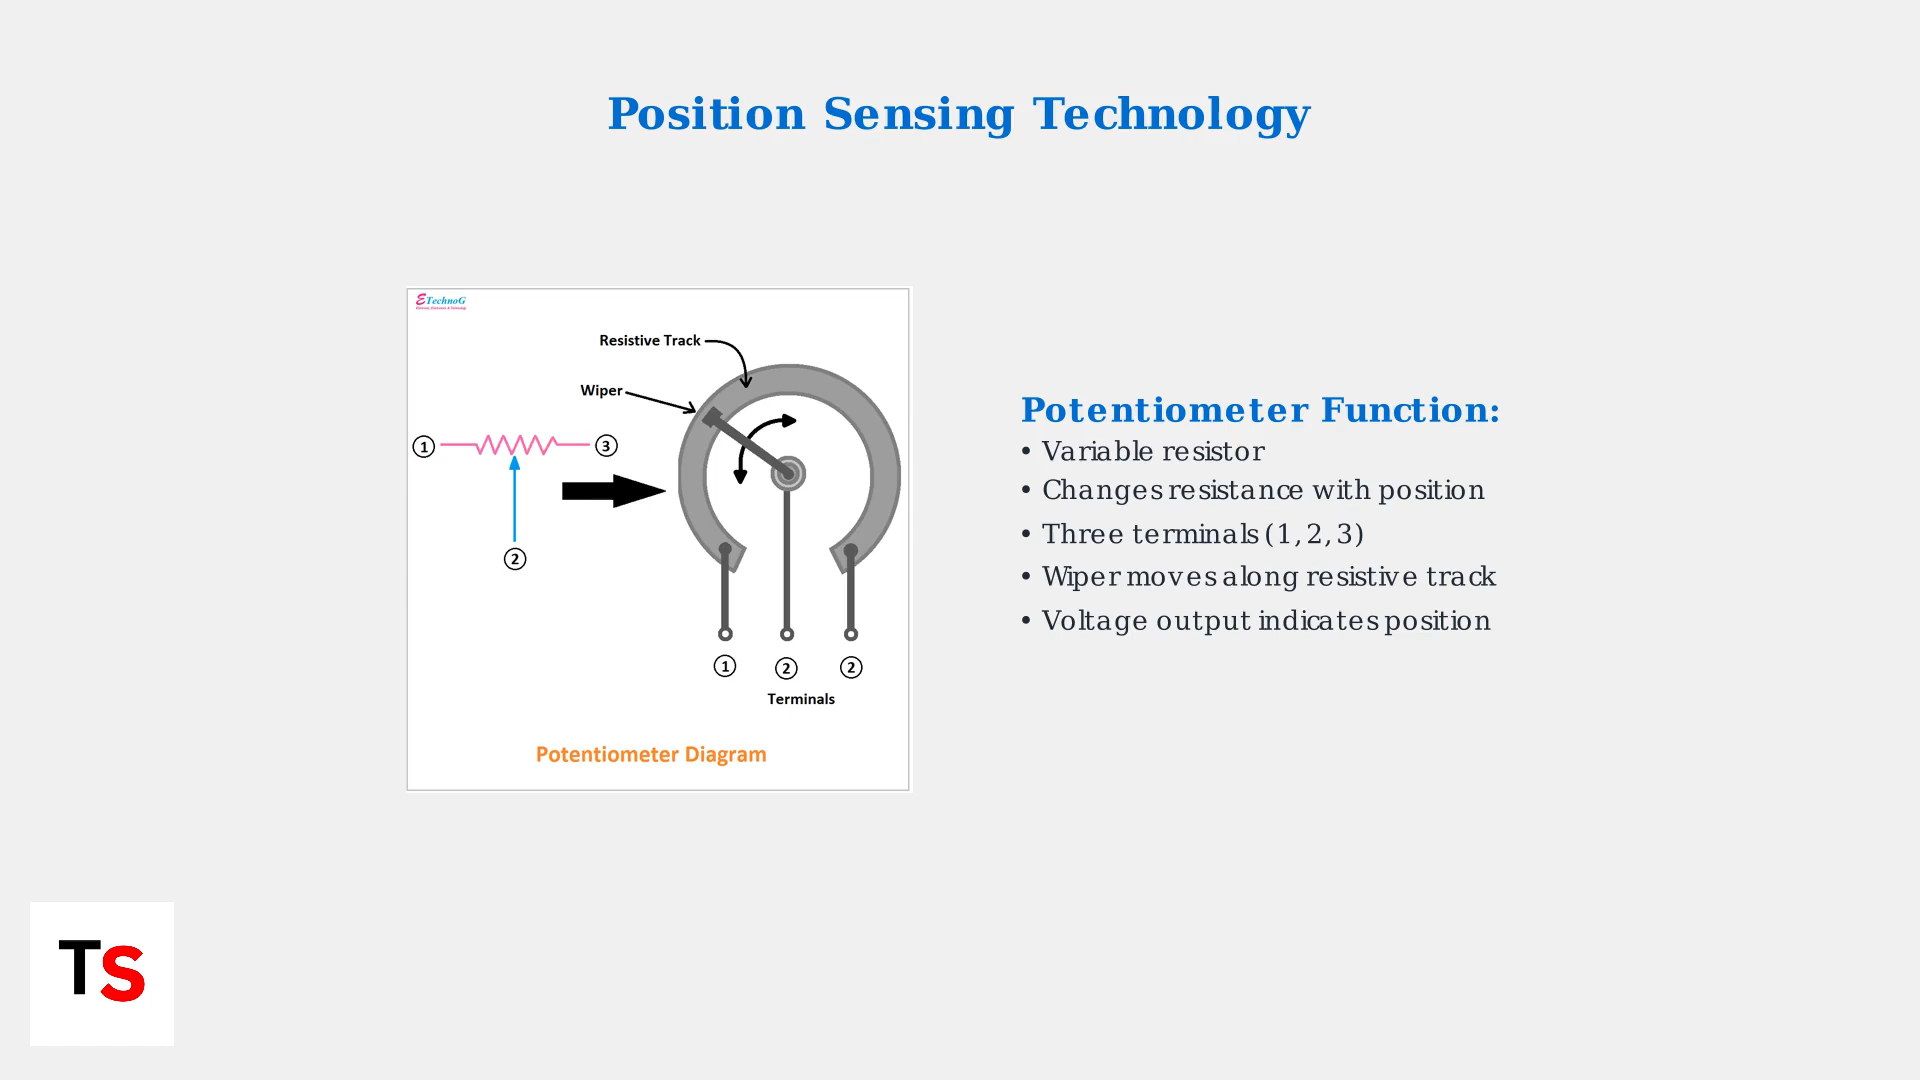 Position Sensing Technology
ETechnoG
Resistive Track
Wiper
1
3
2
1
2
2
Terminals
Potentiometer Diagram
Potentiometer Function:
• Variable resistor
• Changes resistance with position
• Three terminals (1, 2, 3)
• Wiper moves along resistive track
• Voltage output indicates position
TS